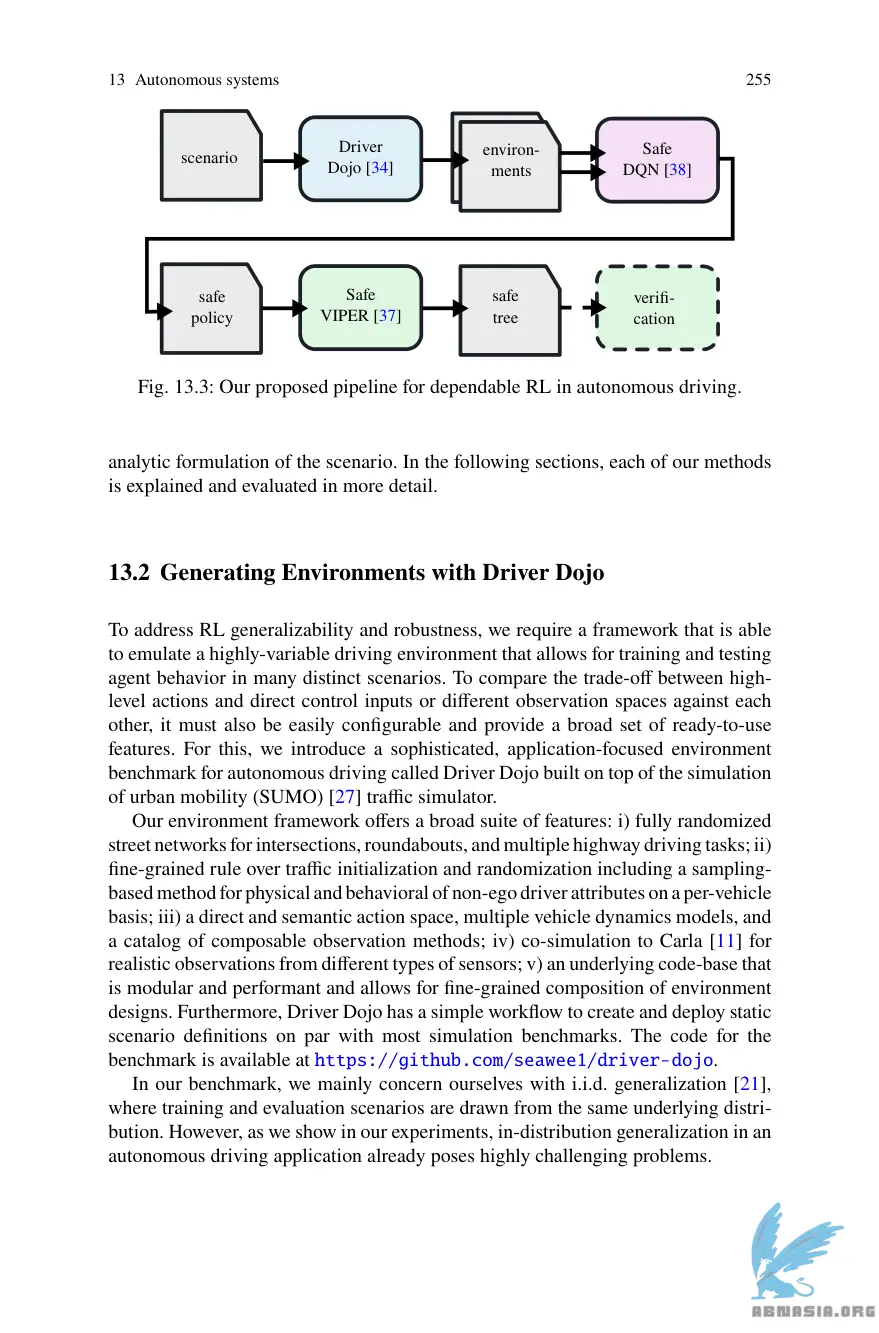 13 Autonomous systems 255
scenario
Driver
Dojo [34]
environ-
ments
Safe
DQN [38]
safe
policy
Safe
VIPER [37]
safe
tree
verifi-
cation
Fig. 13.3: Our proposed pipeline for dependable RL in autonomous driving.
analytic formulation of the scenario. In the following sections, each of our methods
is explained and evaluated in more detail.
13.2 Generating Environments with Driver Dojo
To address RL generalizability and robustness, we require a framework that is able
to emulate a highly-variable driving environment that allows for training and testing
agent behavior in many distinct scenarios. To compare the trade-off between high-
level actions and direct control inputs or different observation spaces against each
other, it must also be easily configurable and provide a broad set of ready-to-use
features. For this, we introduce a sophisticated, application-focused environment
benchmark for autonomous driving called Driver Dojo built on top of the simulation
of urban mobility (SUMO) [27] traffic simulator.
Our environment framework offers a broad suite of features: i) fully randomized
street networks for intersections, roundabouts, and multiple highway driving tasks; ii)
fine-grained rule over traffic initialization and randomization including a sampling-
based method for physical and behavioral of non-ego driver attributes on a per-vehicle
basis; iii) a direct and semantic action space, multiple vehicle dynamics models, and
a catalog of composable observation methods; iv) co-simulation to Carla [11] for
realistic observations from different types of sensors; v) an underlying code-base that
is modular and performant and allows for fine-grained composition of environment
designs. Furthermore, Driver Dojo has a simple workflow to create and deploy static
scenario definitions on par with most simulation benchmarks. The code for the
benchmark is available at https://github.com/seawee1/driver-dojo.
In our benchmark, we mainly concern ourselves with i.i.d. generalization [21],
where training and evaluation scenarios are drawn from the same underlying distri-
bution. However, as we show in our experiments, in-distribution generalization in an
autonomous driving application already poses highly challenging problems.
ABNASIA.ORG